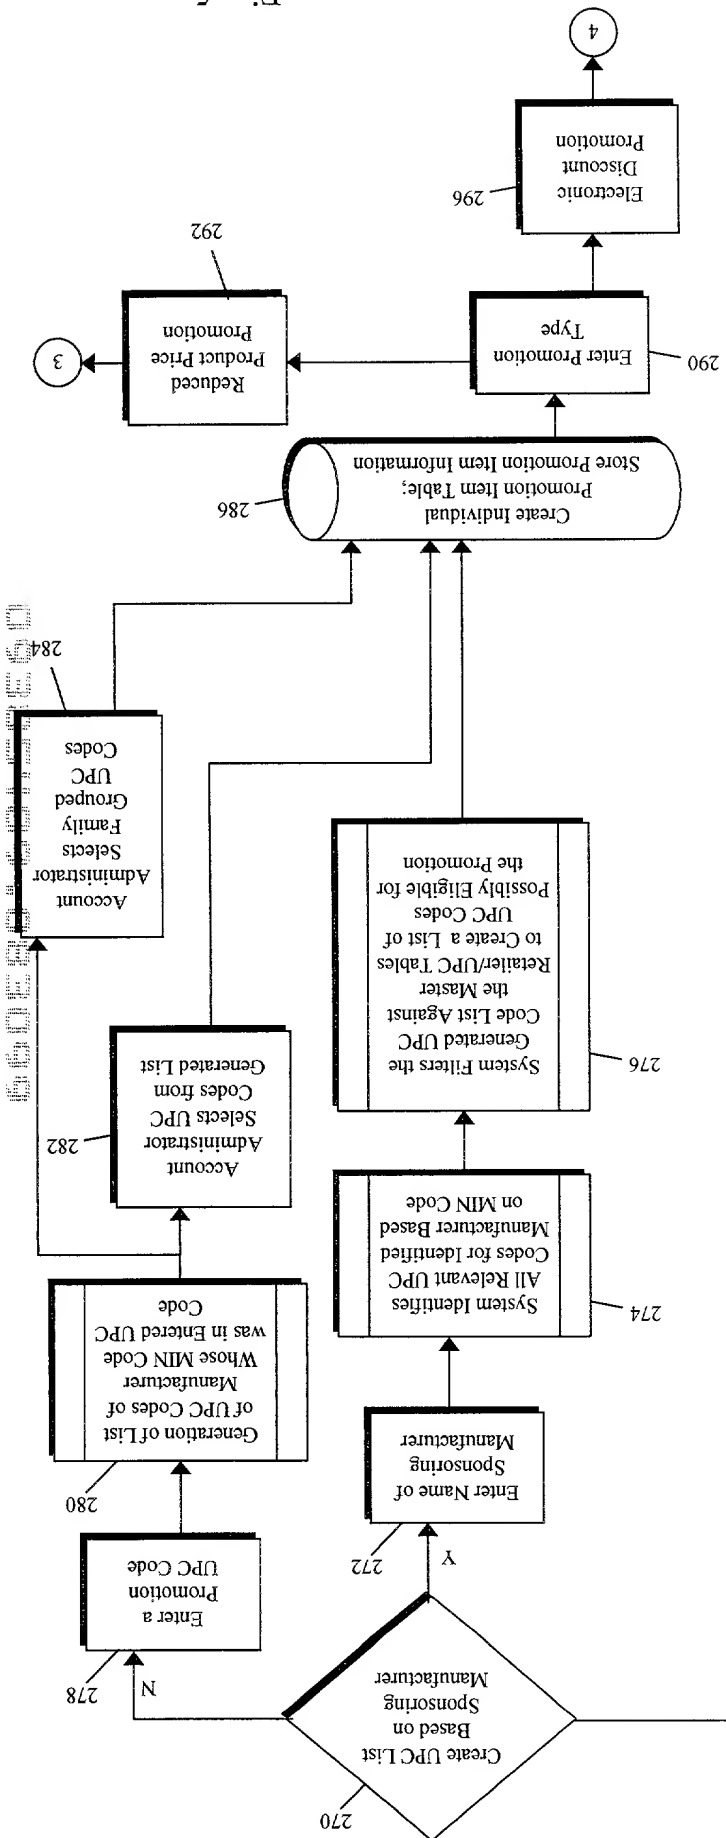 270
Create UPC List
Based
on
Sponsoring
Manufacturer
Y
N
272
Enter Name of
Sponsoring
Manufacturer
278
Enter a
Promotion
UPC Code
274
System Identifies
All Relevant UPC
Codes for Identified
Manufacturer Based
on MIN Code
280
Generation of List
of UPC Codes of
Manufacturer
Whose MIN Code
was in Entered UPC
Code
276
System Filters the
Generated UPC
Code List Against
the Master
Retailer/UPC Tables
to Create a List of
UPC Codes
Possibly Eligible for
the Promotion
282
Account
Administrator
Selects UPC
Codes from
Generated List
284
Account
Administrator
Selects
Family
Grouped
UPC
Codes
286
Create Individual
Promotion Item Table;
Store Promotion Item Information
290
Enter Promotion
Type
292
Reduced
Product Price
Promotion
3
296
Electronic
Discount
Promotion
4